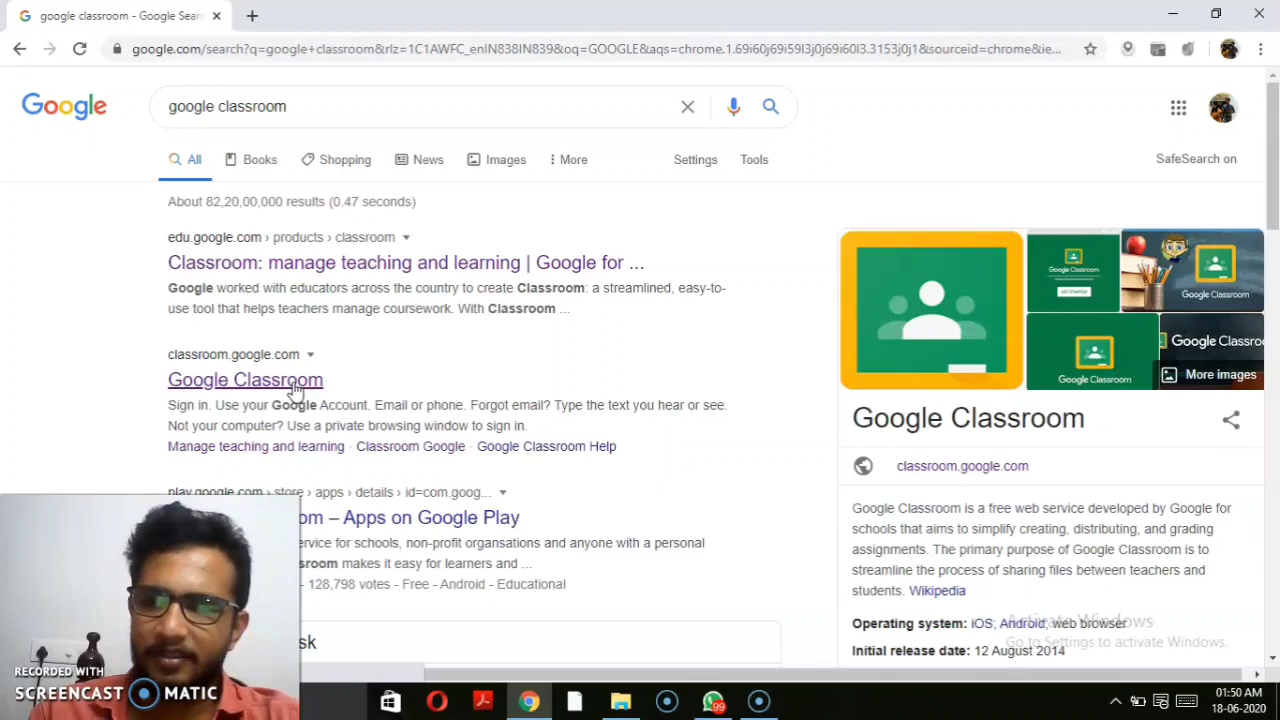 google classroom - Google Sear
google.com/search?q=google+classroom&rlz=1C1AWFC_enIN838IN839&oq=GOOGLE&aqs=chrome.1.69i60j69i59l3j0j69i60l3.3153j0j1&sourceid=chrome&ie...
Google
google classroom
All
Books
Shopping
News
Images
More
Settings
Tools
SafeSearch on
About 82,20,00,000 results (0.47 seconds)
edu.google.com › products › classroom
Classroom: manage teaching and learning | Google for ...
Google worked with educators across the country to create Classroom: a streamlined, easy-to-
use tool that helps teachers manage coursework. With Classroom ...
classroom.google.com
Google Classroom
Sign in. Use your Google Account. Email or phone. Forgot email? Type the text you hear or see.
Not your computer? Use a private browsing window to sign in.
Manage teaching and learning · Classroom Google · Google Classroom Help
play.google.com › store › apps › details › id=com.goog...
om – Apps on Google Play
ervice for schools, non-profit organsations and anyone with a personal
sroom makes it easy for learners and ...
- 128,798 votes - Free - Android - Educational
sk
Google Classroom
GET STARTED
Google Classroom
Google Classroom
Google Classroo
More images
Google Classroom
classroom.google.com
Google Classroom is a free web service developed by Google for
schools that aims to simplify creating, distributing, and grading
assignments. The primary purpose of Google Classroom is to
streamline the process of sharing files between teachers and
students. Wikipedia
Operating system: iOS, Android, web browser
Initial release date: 12 August 2014
Activate Windows
Go to Settings to activate Windows.
RECORDED WITH
SCREENCAST MATIC
99
01:50 AM
18-06-2020